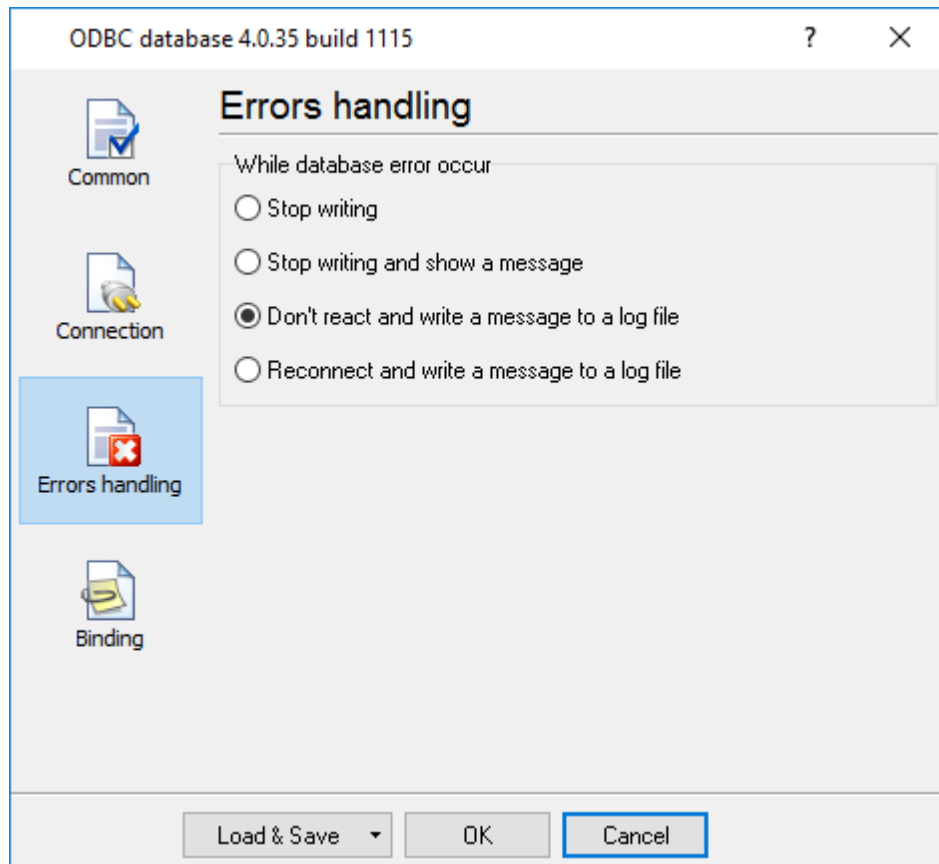 ODBC database 4.0.35 build 1115
?
Common
Connection
Errors handling
Binding
Errors handling
While database error occur
Stop writing
Stop writing and show a message
Don't react and write a message to a log file
Reconnect and write a message to a log file
Load & Save
OK
Cancel